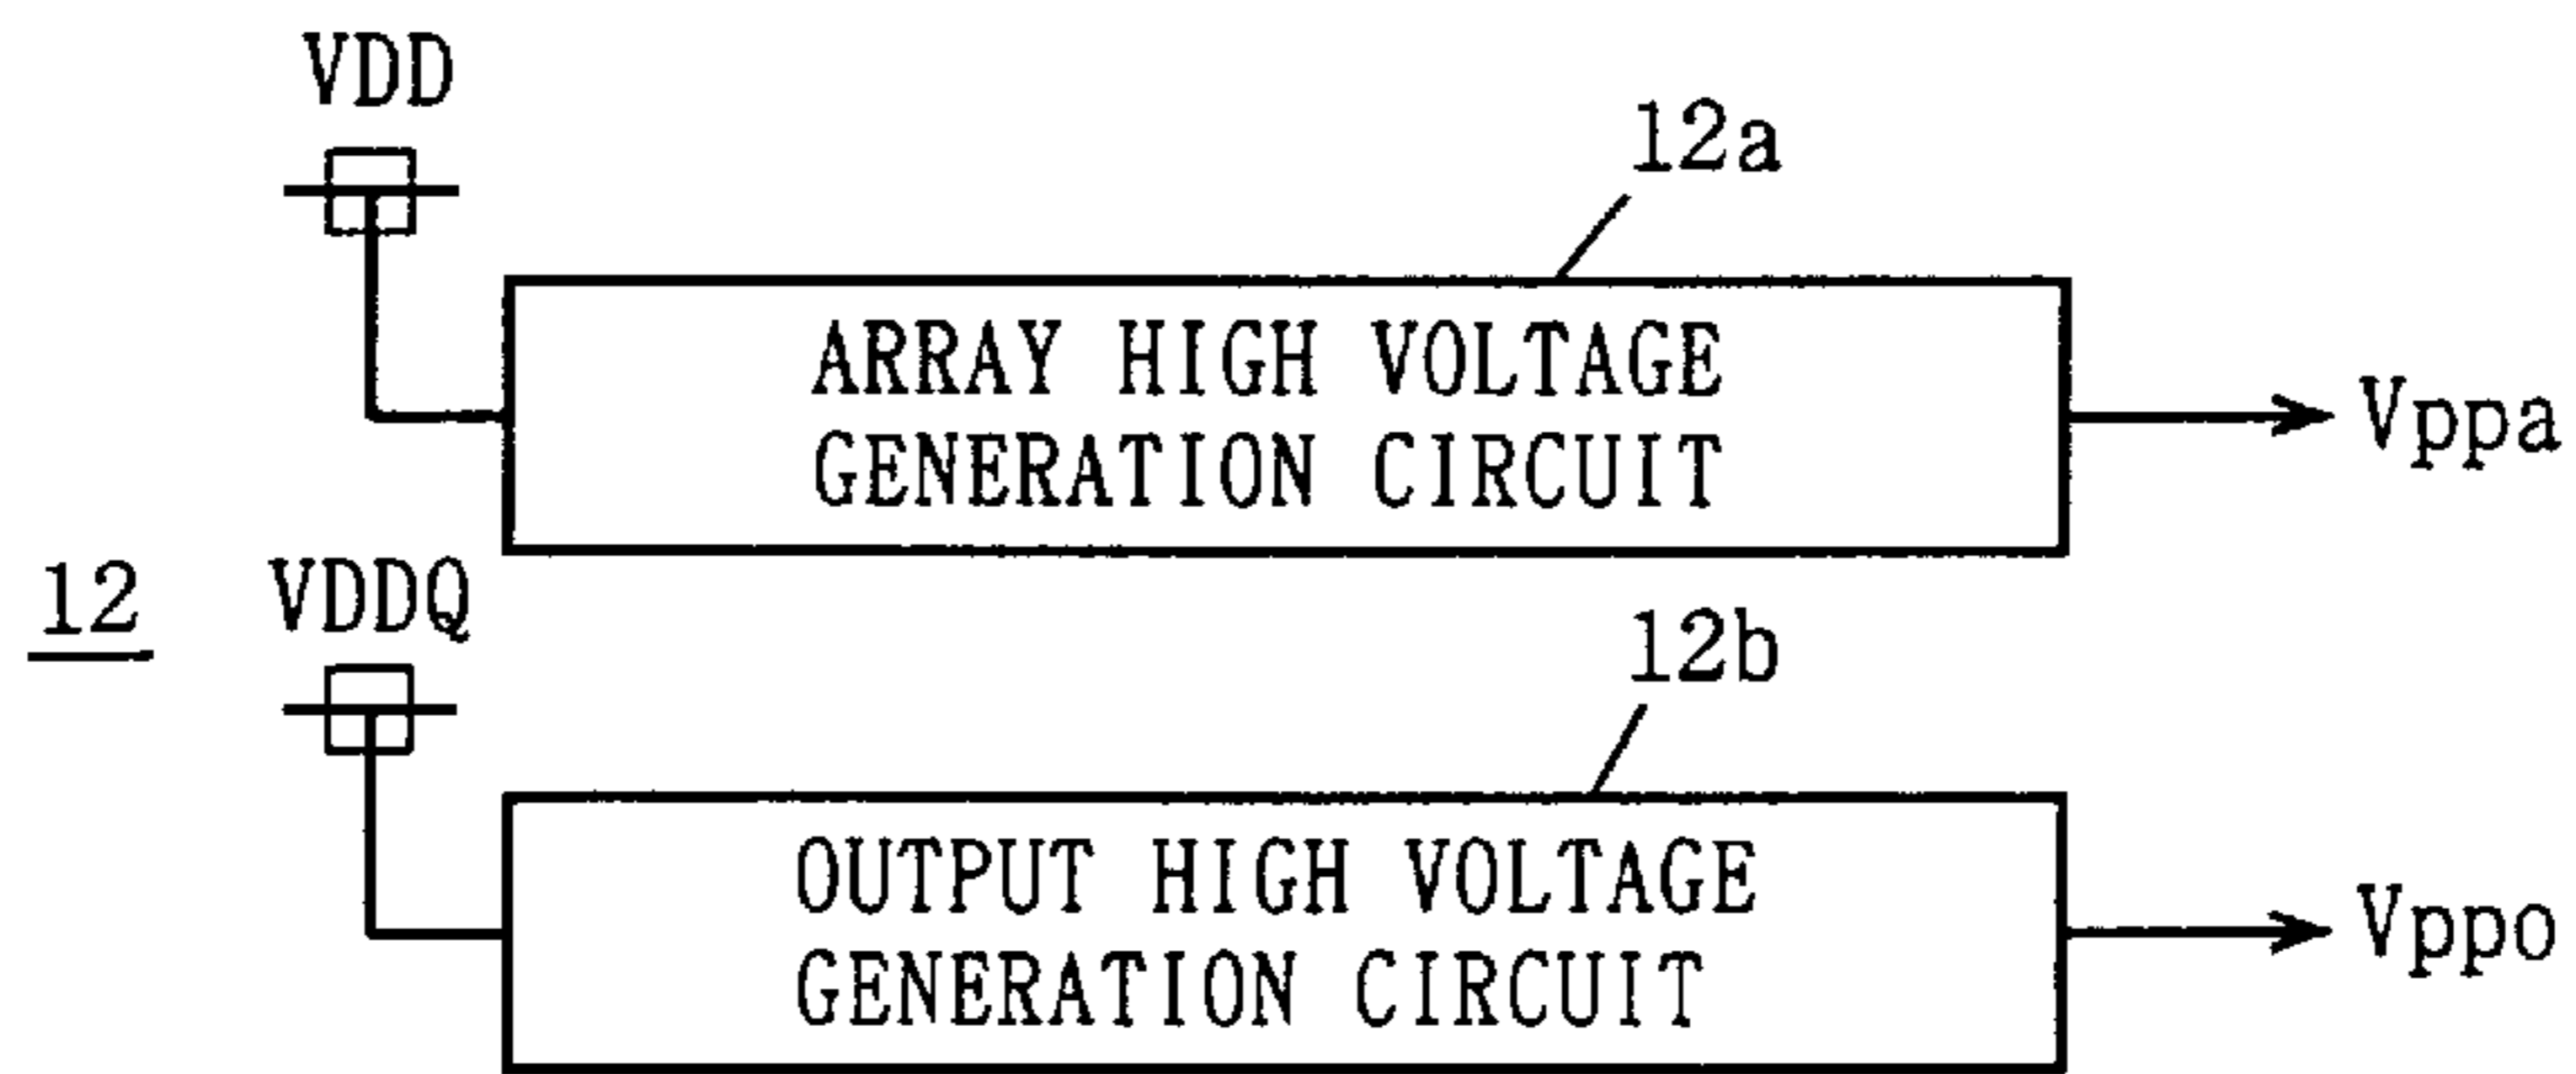 VDD
12a
ARRAY HIGH VOLTAGE
GENERATION CIRCUIT
Vppa
12
VDDQ
12b
OUTPUT HIGH VOLTAGE
GENERATION CIRCUIT
Vppo